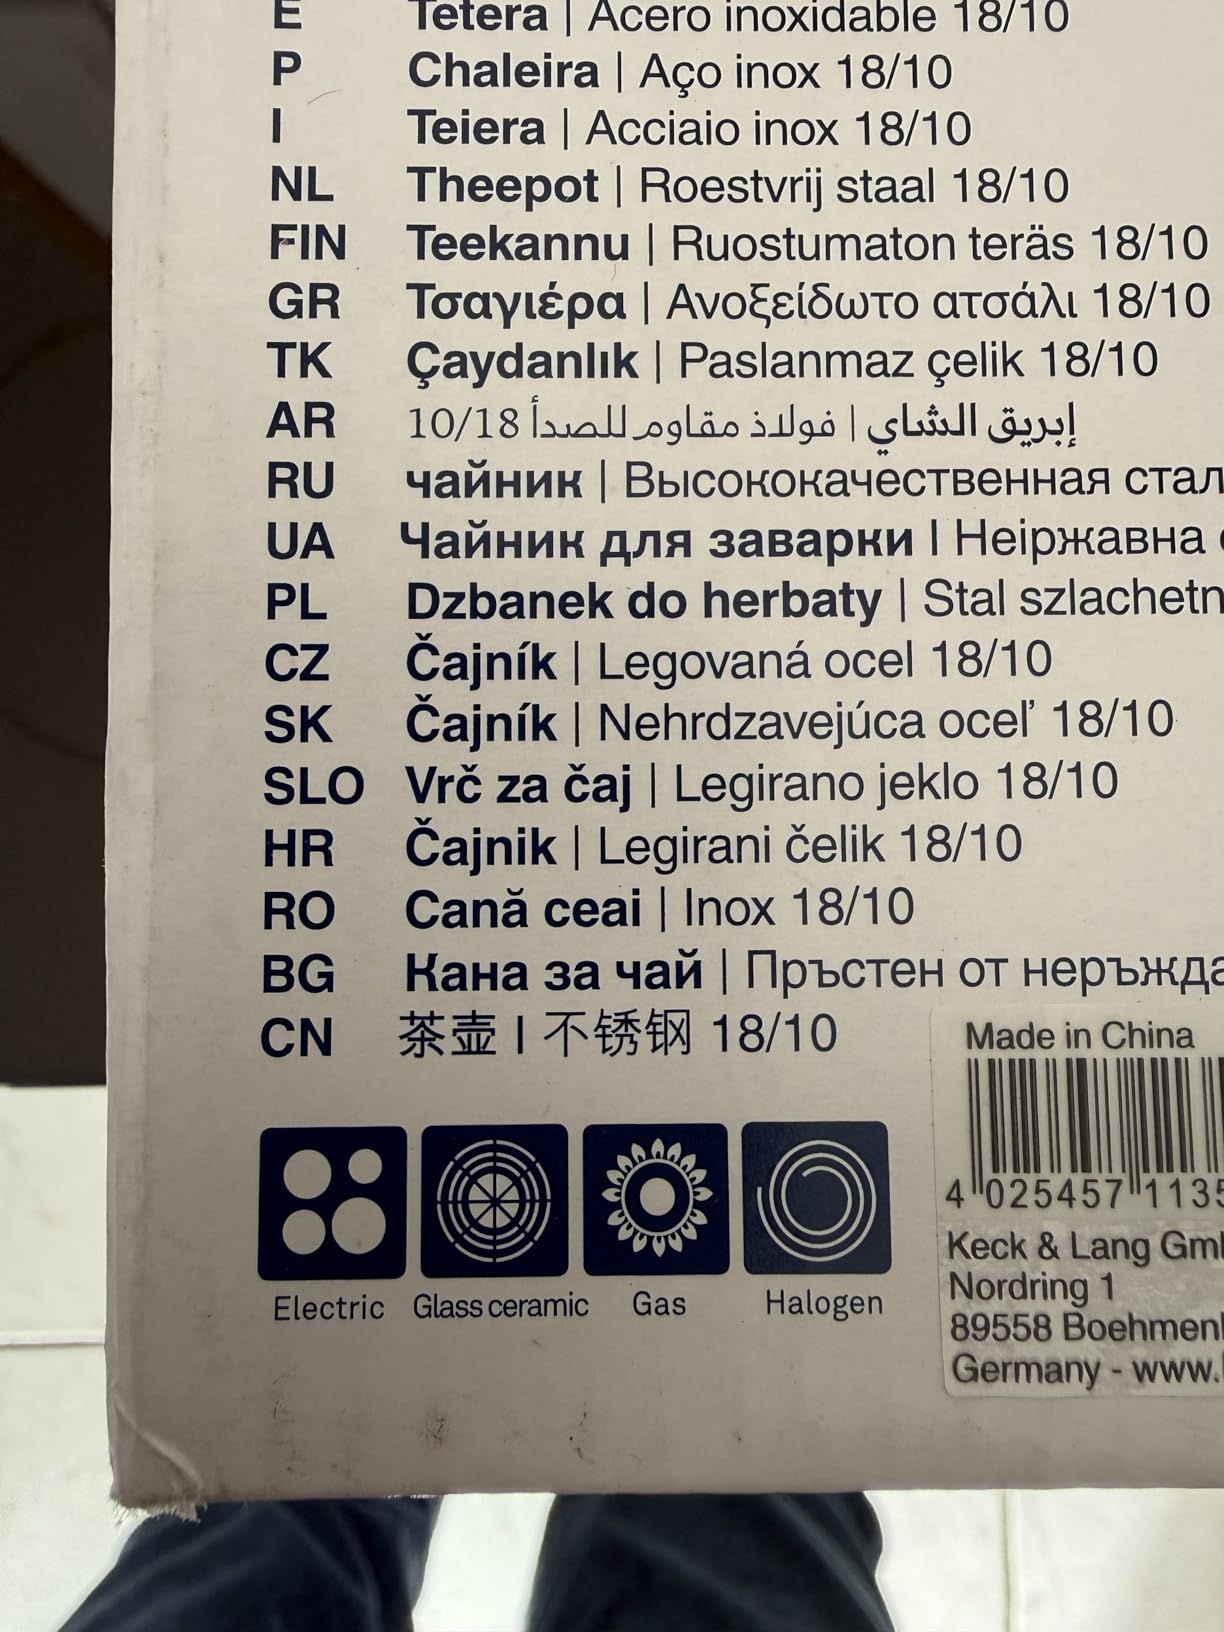 E Tetera | Acero inoxidable 18/10
P Chaleira | Aço inox 18/10
I Teiera | Acciaio inox 18/10
NL Theepot | Roestvrij staal 18/10
FIN Teekannu | Ruostumaton teräs 18/10
GR Τσαγιέρα | Ανοξείδωτο ατσάλι 18/10
TK Çaydanlık | Paslanmaz çelik 18/10
AR إبريق الشاي | فولاذ مقاوم للصدأ 10/18
RU чайник | Высококачественная
UA Чайник для заварки I Неіржавна
PL Dzbanek do herbaty | Stal
CZ Čajník | Legovaná ocel 18/10
SK Čajník | Nehrdzavejúca oceľ 18/10
SLO Vrč za čaj | Legirano jeklo 18/10
HR Čajnik | Legirani čelik 18/10
RO Cană ceai | Inox 18/10
BG Кана за чай | Пръстен от
CN 茶壶 I 不锈钢 18/10
Made in China
4 025457
Keck & Lang
Nordring 1
89558
Germany -
Electric Glass ceramic Gas Halogen